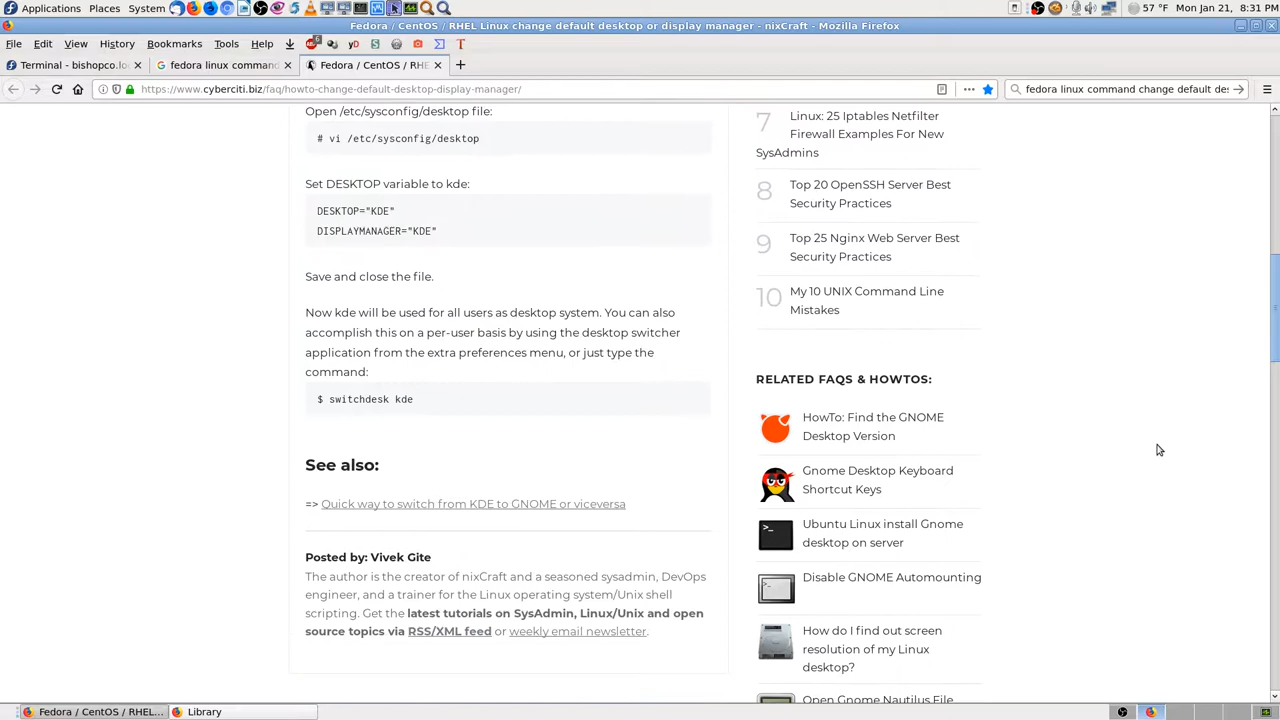 Applications Places System 57 °F Mon Jan 21, 8:31 PM
Fedora / CentOS / RHEL Linux change default desktop or display manager - nixCraft - Mozilla Firefox
File Edit View History Bookmarks Tools Help
Terminal - bishopco.lo
fedora linux command
Fedora / CentOS / RHE
https://www.cyberciti.biz/faq/howto-change-default-desktop-display-manager/
fedora linux command change default des
Open /etc/sysconfig/desktop file:
# vi /etc/sysconfig/desktop
Set DESKTOP variable to kde:
DESKTOP="KDE"
DISPLAYMANAGER="KDE"
Save and close the file.
Now kde will be used for all users as desktop system. You can also
accomplish this on a per-user basis by using the desktop switcher
application from the extra preferences menu, or just type the
command:
$ switchdesk kde
See also:
=> Quick way to switch from KDE to GNOME or viceversa
Posted by: Vivek Gite
The author is the creator of nixCraft and a seasoned sysadmin, DevOps
engineer, and a trainer for the Linux operating system/Unix shell
scripting. Get the latest tutorials on SysAdmin, Linux/Unix and open
source topics via RSS/XML feed or weekly email newsletter.
7 Linux: 25 Iptables Netfilter
Firewall Examples For New
SysAdmins
8 Top 20 OpenSSH Server Best
Security Practices
9 Top 25 Nginx Web Server Best
Security Practices
10 My 10 UNIX Command Line
Mistakes
RELATED FAQS & HOWTOS:
HowTo: Find the GNOME
Desktop Version
Gnome Desktop Keyboard
Shortcut Keys
Ubuntu Linux install Gnome
desktop on server
Disable GNOME Automounting
How do I find out screen
resolution of my Linux
desktop?
Open Gnome Nautilus File
Fedora / CentOS / RHEL...
Library